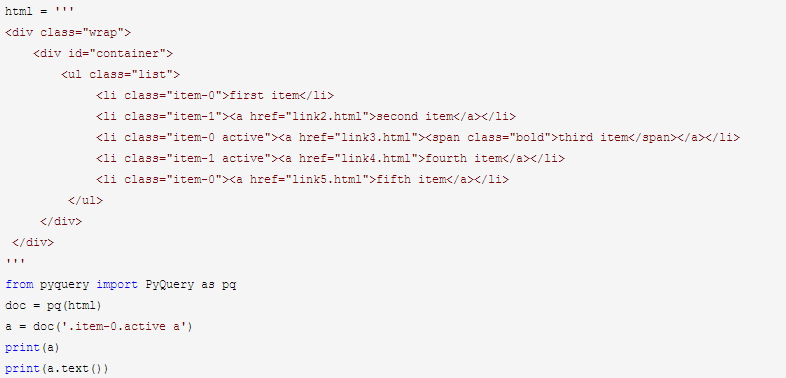 html = '''
<div class="wrap">
    <div id="container">
        <ul class="list">
             <li class="item-0">first item</li>
             <li class="item-1"><a href="link2.html">second item</a></li>
             <li class="item-0 active"><a href="link3.html"><span class="bold">third item</span></a></li>
             <li class="item-1 active"><a href="link4.html">fourth item</a></li>
             <li class="item-0"><a href="link5.html">fifth item</a></li>
         </ul>
     </div>
 </div>
'''
from pyquery import PyQuery as pq
doc = pq(html)
a = doc('.item-0.active a')
print(a)
print(a.text())